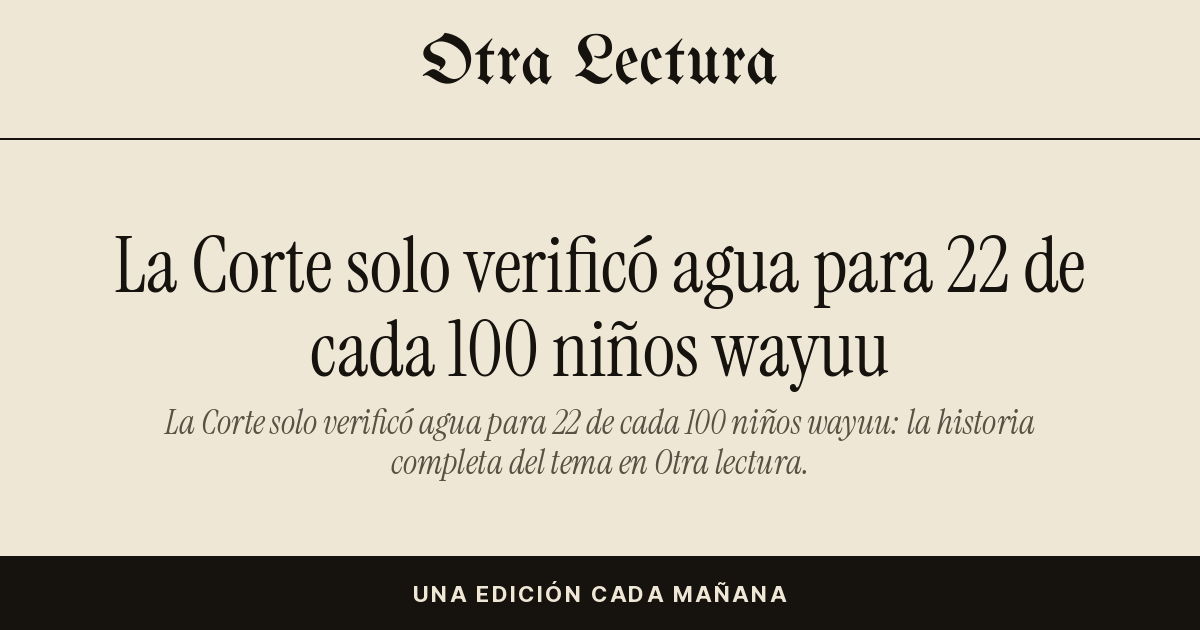 Otra Lectura
La Corte solo verificó agua para 22 de
cada 100 niños wayuu
La Corte solo verificó agua para 22 de cada 100 niños wayuu: la historia
completa del tema en Otra lectura.
UNA EDICIÓN CADA MAÑANA